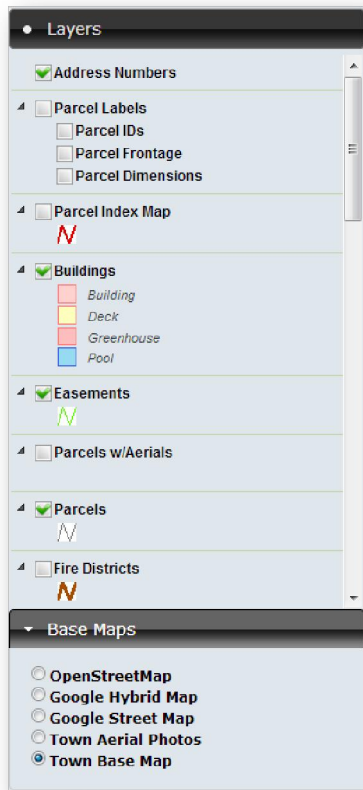 Layers
Address Numbers
Parcel Labels
Parcel IDs
Parcel Frontage
Parcel Dimensions
Parcel Index Map
Buildings
Building
Deck
Greenhouse
Pool
Easements
Parcels w/Aerials
Parcels
Fire Districts
Base Maps
OpenStreetMap
Google Hybrid Map
Google Street Map
Town Aerial Photos
Town Base Map